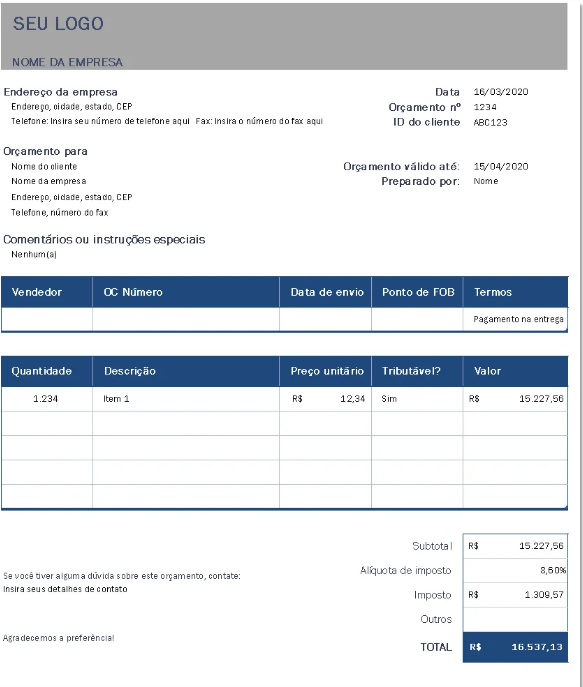 SEU LOGO
NOME DA EMPRESA
Endereço da empresa
Data 16/03/2020
Endereço, cidade, estado, CEP
Orçamento nº 1234
Telefone: Insira seu número de telefone aqui Fax: Insira o número do fax aqui
ID do cliente ABC123
Orçamento para
Nome do cliente
Orçamento válido até: 15/04/2020
Nome da empresa
Preparado por: Nome
Endereço, cidade, estado, CEP
Telefone, número do fax
Comentários ou instruções especiais
Nenhum(a)
Vendedor OC Número Data de envio Ponto de FOB Termos
Pagamento na entrega
Quantidade Descrição Preço unitário Tributável? Valor
1.234 Item 1 R$ 12,34 Sim R$ 15.227,56
Subtotal R$ 15.227,56
Alíquota de imposto 8,60%
Se você tiver alguma dúvida sobre este orçamento, contate:
Insira seus detalhes de contato
Imposto R$ 1.309,57
Outros
Agradecemos a preferência!
TOTAL R$ 16.537,13